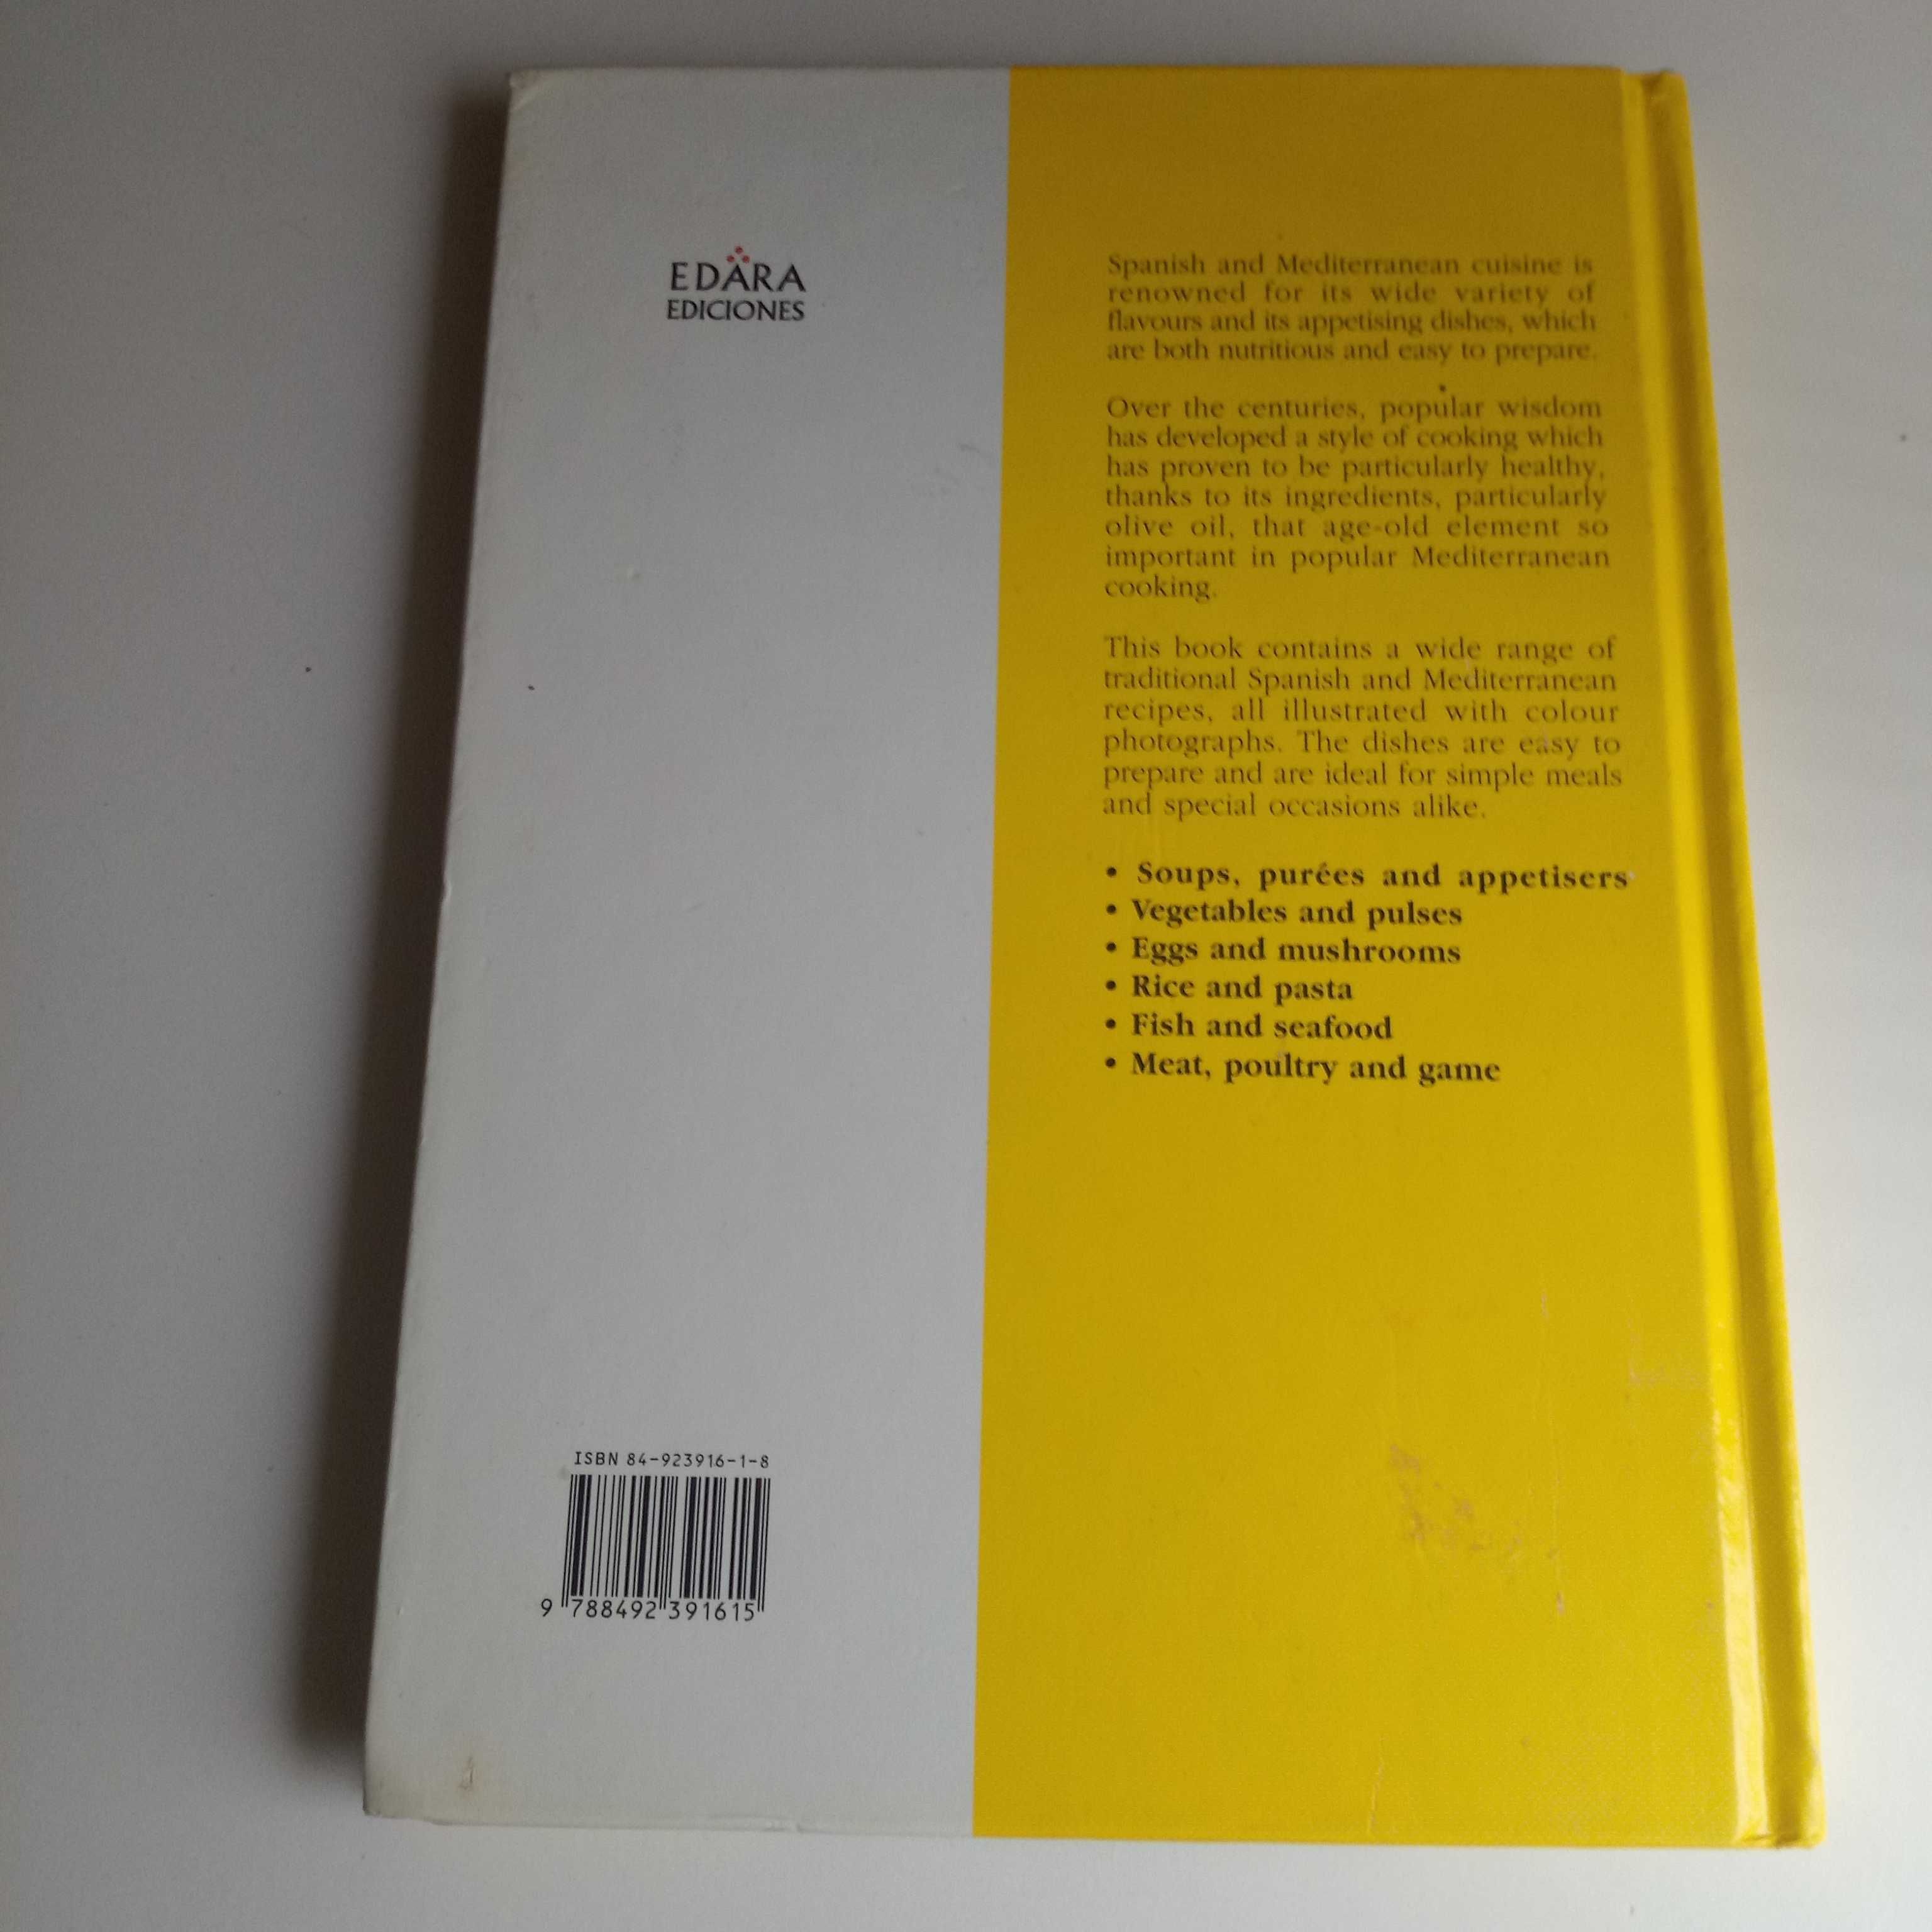 EDARA
EDICIONES
Spanish and Mediterranean cuisine is
renowned for its wide variety of
flavours and its appetising dishes, which
are both nutritious and easy to prepare.
Over the centuries, popular wisdom
has developed a style of cooking which
has proven to be particularly healthy,
thanks to its ingredients, particularly
olive oil, that age-old element so
important in popular Mediterranean
cooking.
This book contains a wide range of
traditional Spanish and Mediterranean
recipes, all illustrated with colour
photographs. The dishes are easy to
prepare and are ideal for simple meals
and special occasions alike.
• Soups, purées and appetisers
• Vegetables and pulses
• Eggs and mushrooms
• Rice and pasta
• Fish and seafood
• Meat, poultry and game
ISBN 84-923916-1-8
9 788492 391615